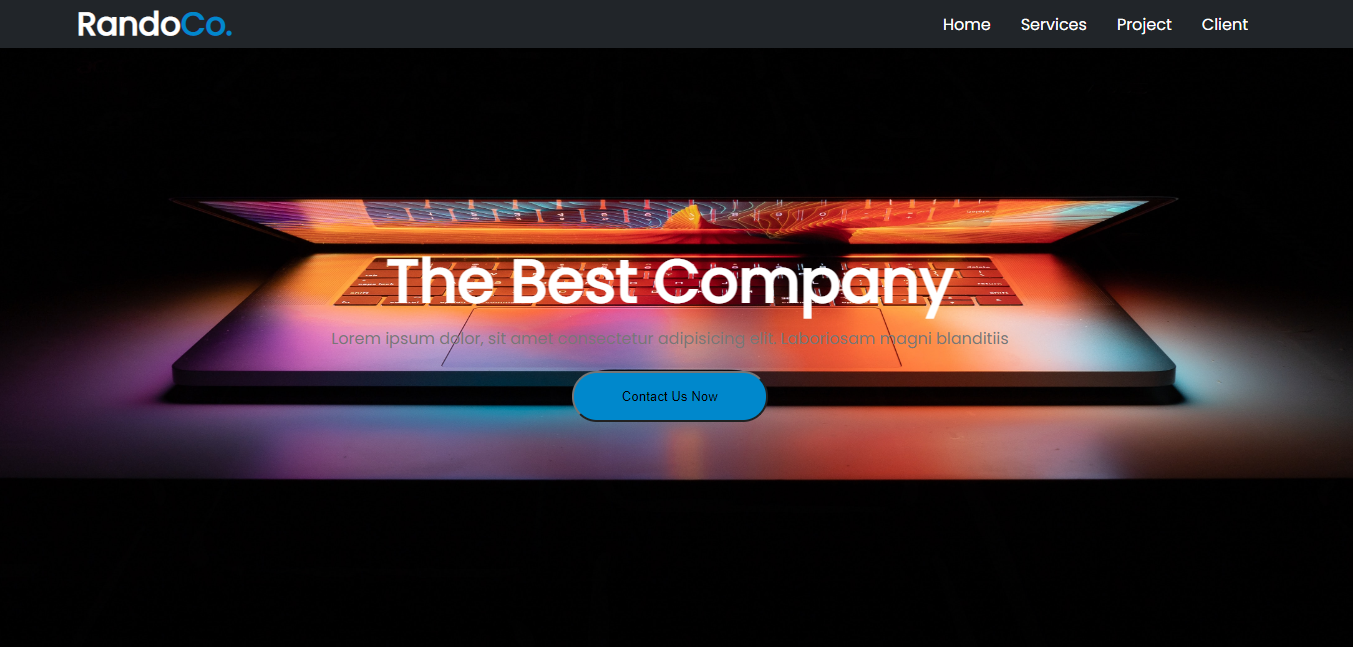 RandoCo.
Home Services Project Client
The Best Company
Lorem ipsum dolor, sit amet consectetur adipisicing elit. Laboriosam magni blanditiis
Contact Us Now